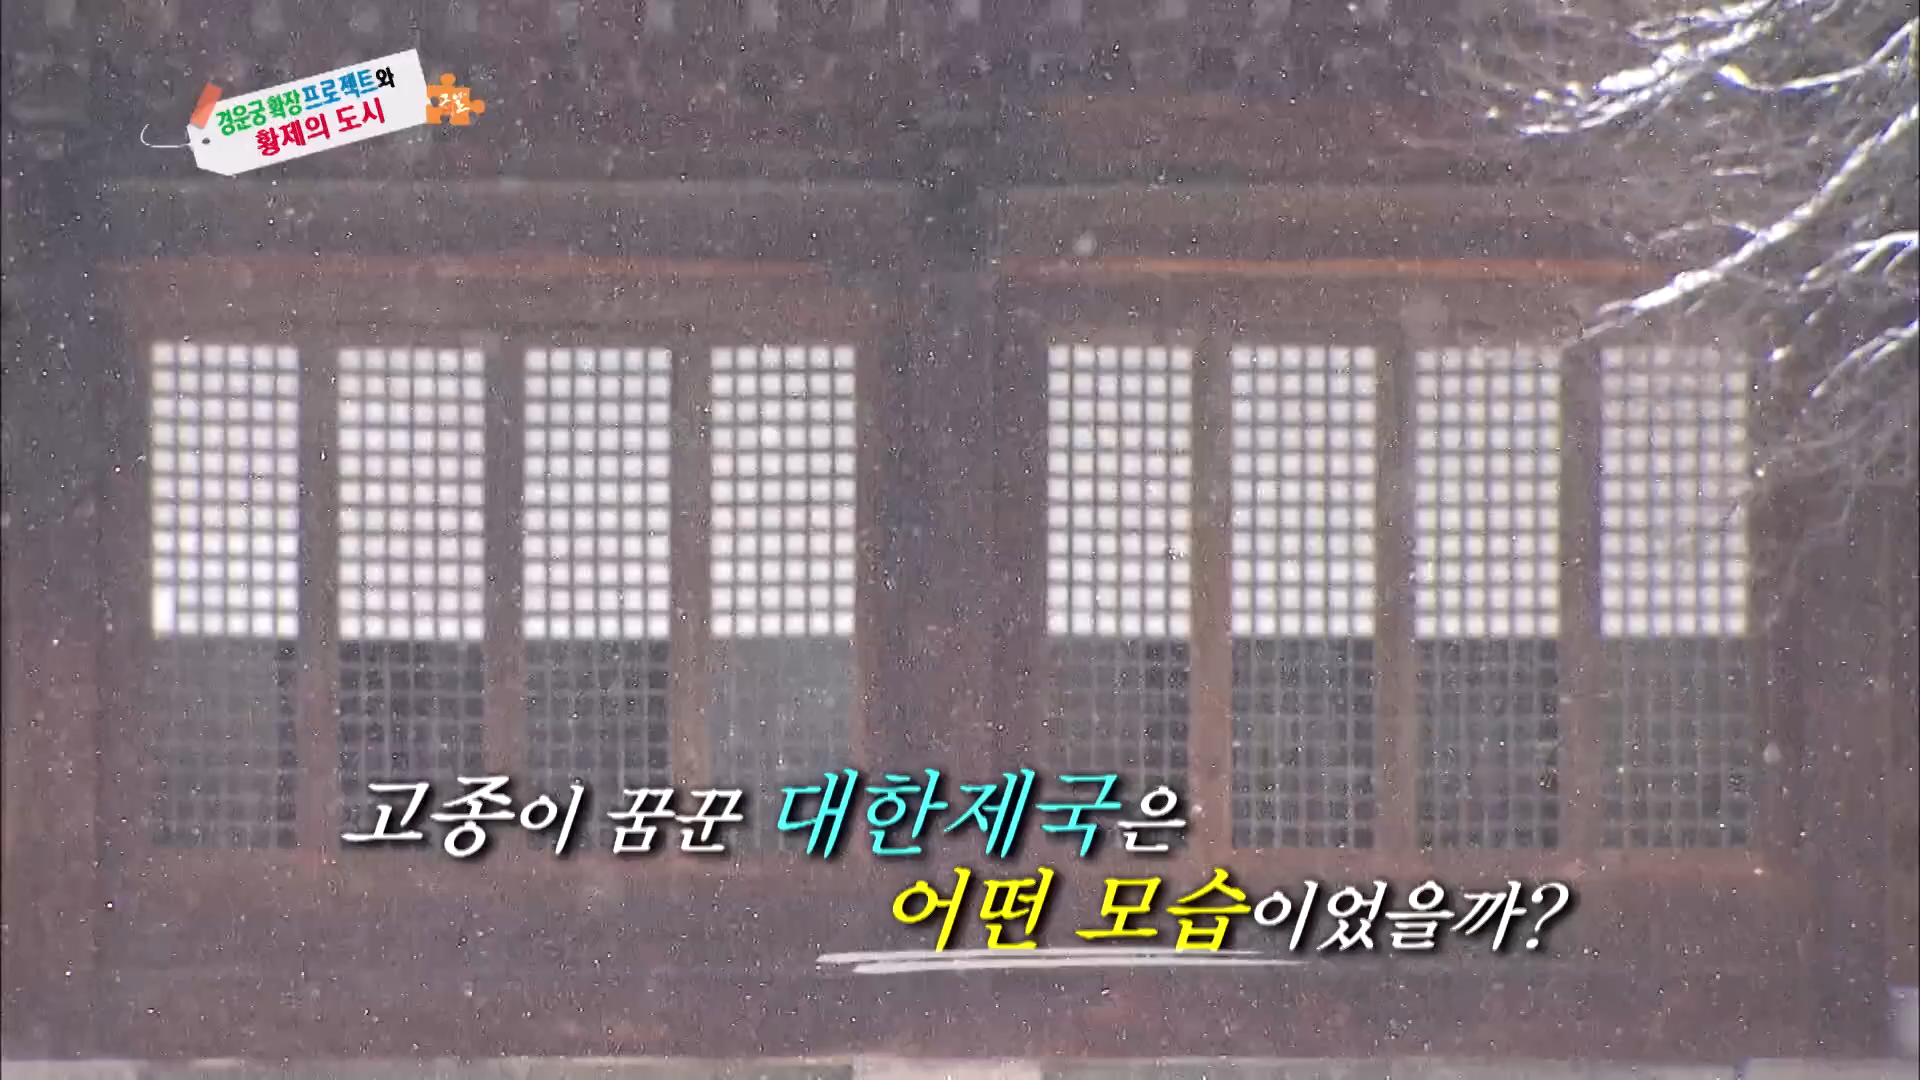 경운궁 확장 프로젝트와
황제의 도시
고종이 꿈꾼 대한제국은
어떤 모습이었을까?